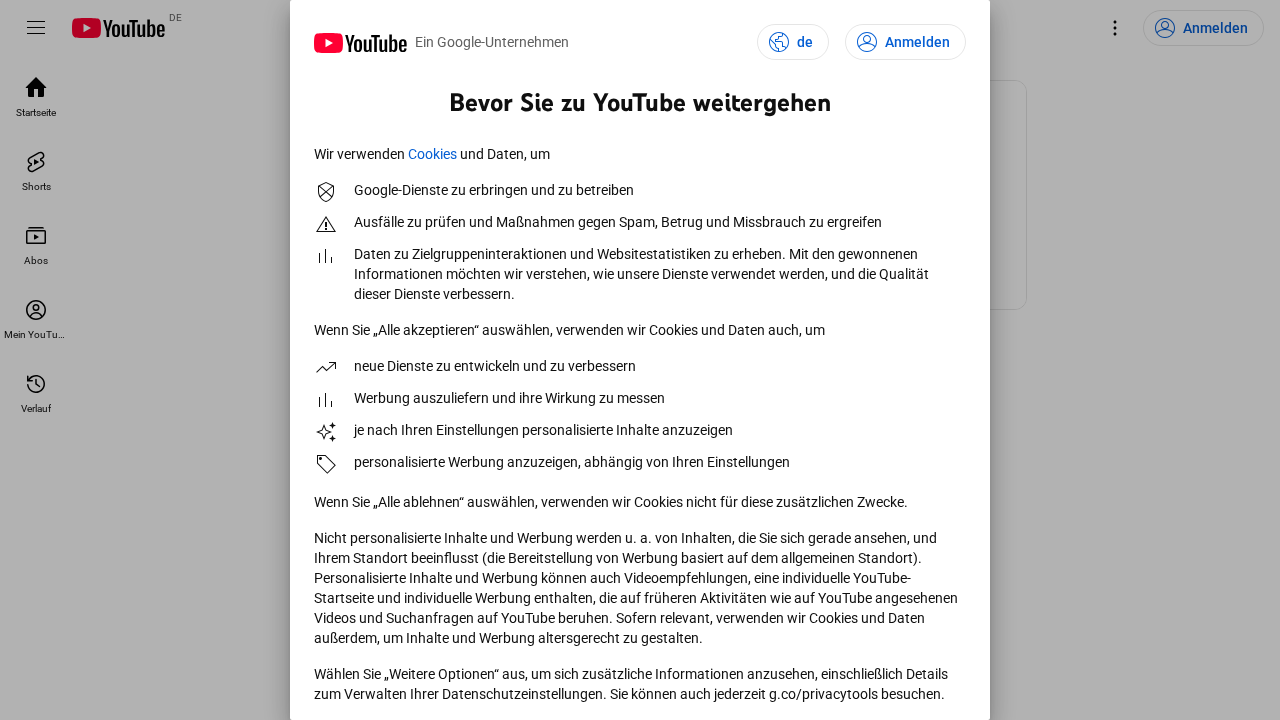 YouTube DE
Anmelden
Startseite
Shorts
Abos
Mein YouTu...
Verlauf
YouTube Ein Google-Unternehmen
de
Anmelden
Bevor Sie zu YouTube weitergehen
Wir verwenden Cookies und Daten, um
Google-Dienste zu erbringen und zu betreiben
Ausfälle zu prüfen und Maßnahmen gegen Spam, Betrug und Missbrauch zu ergreifen
Daten zu Zielgruppeninteraktionen und Websitestatistiken zu erheben. Mit den gewonnenen
Informationen möchten wir verstehen, wie unsere Dienste verwendet werden, und die Qualität
dieser Dienste verbessern.
Wenn Sie „Alle akzeptieren“ auswählen, verwenden wir Cookies und Daten auch, um
neue Dienste zu entwickeln und zu verbessern
Werbung auszuliefern und ihre Wirkung zu messen
je nach Ihren Einstellungen personalisierte Inhalte anzuzeigen
personalisierte Werbung anzuzeigen, abhängig von Ihren Einstellungen
Wenn Sie „Alle ablehnen“ auswählen, verwenden wir Cookies nicht für diese zusätzlichen Zwecke.
Nicht personalisierte Inhalte und Werbung werden u. a. von Inhalten, die Sie sich gerade ansehen, und
Ihrem Standort beeinflusst (die Bereitstellung von Werbung basiert auf dem allgemeinen Standort).
Personalisierte Inhalte und Werbung können auch Videoempfehlungen, eine individuelle YouTube-
Startseite und individuelle Werbung enthalten, die auf früheren Aktivitäten wie auf YouTube angesehenen
Videos und Suchanfragen auf YouTube beruhen. Sofern relevant, verwenden wir Cookies und Daten
außerdem, um Inhalte und Werbung altersgerecht zu gestalten.
Wählen Sie „Weitere Optionen“ aus, um sich zusätzliche Informationen anzusehen, einschließlich Details
zum Verwalten Ihrer Datenschutzeinstellungen. Sie können auch jederzeit g.co/privacytools besuchen.